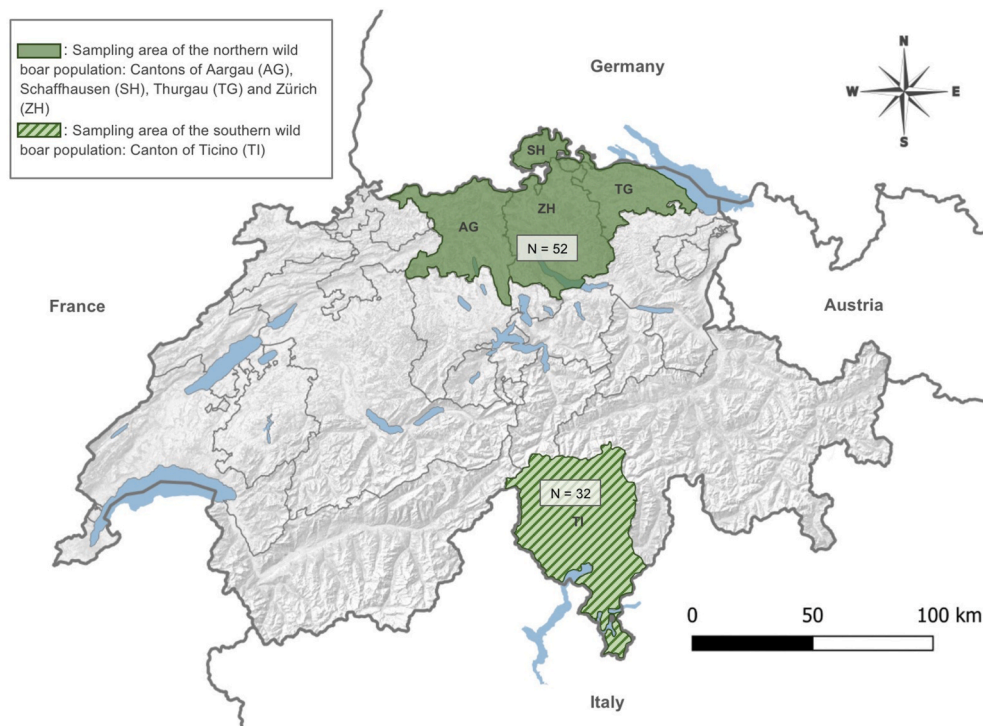 : Sampling area of the northern wild
boar population: Cantons of Aargau (AG),
Schaffhausen (SH), Thurgau (TG) and Zürich
(ZH)
: Sampling area of the southern wild
boar population: Canton of Ticino (TI)
Germany
N
W E
S
SH
TG
ZH
AG
N = 52
France
Austria
N = 32
TI
0 50 100 km
Italy